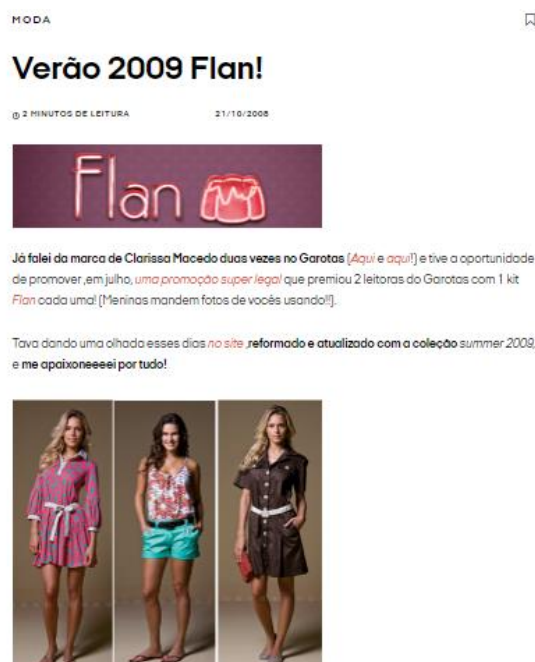 MODA
Verão 2009 Flan!
2 MINUTOS DE LEITURA 21/10/2008
Flan
Já falei da marca de Clarissa Macedo duas vezes no Garotas (Aqui e aqui!) e tive a oportunidade
de promover ,em julho, uma promoção super legal que premiou 2 leitoras do Garotas com 1 kit
Flan cada uma! (Meninas mandem fotos de vocês usando!!).
Tava dando uma olhada esses dias no site ,reformado e atualizado com a coleção summer 2009,
e me apaixoneeeei por tudo!